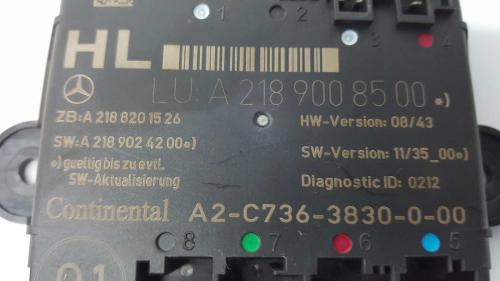 3 4
HL
LU: A 218 900 85 00 •)
ZB:A 218 820 15 26 HW-Version: 08/43
SW:A 218 902 42 00•) SW-Version: 11/35_00•)
•)gueltig bis zu evtl. Diagnostic ID: 0212
SW-Aktualisierung
Continental A2-C736-3830-0-00
8 7 6 5
01